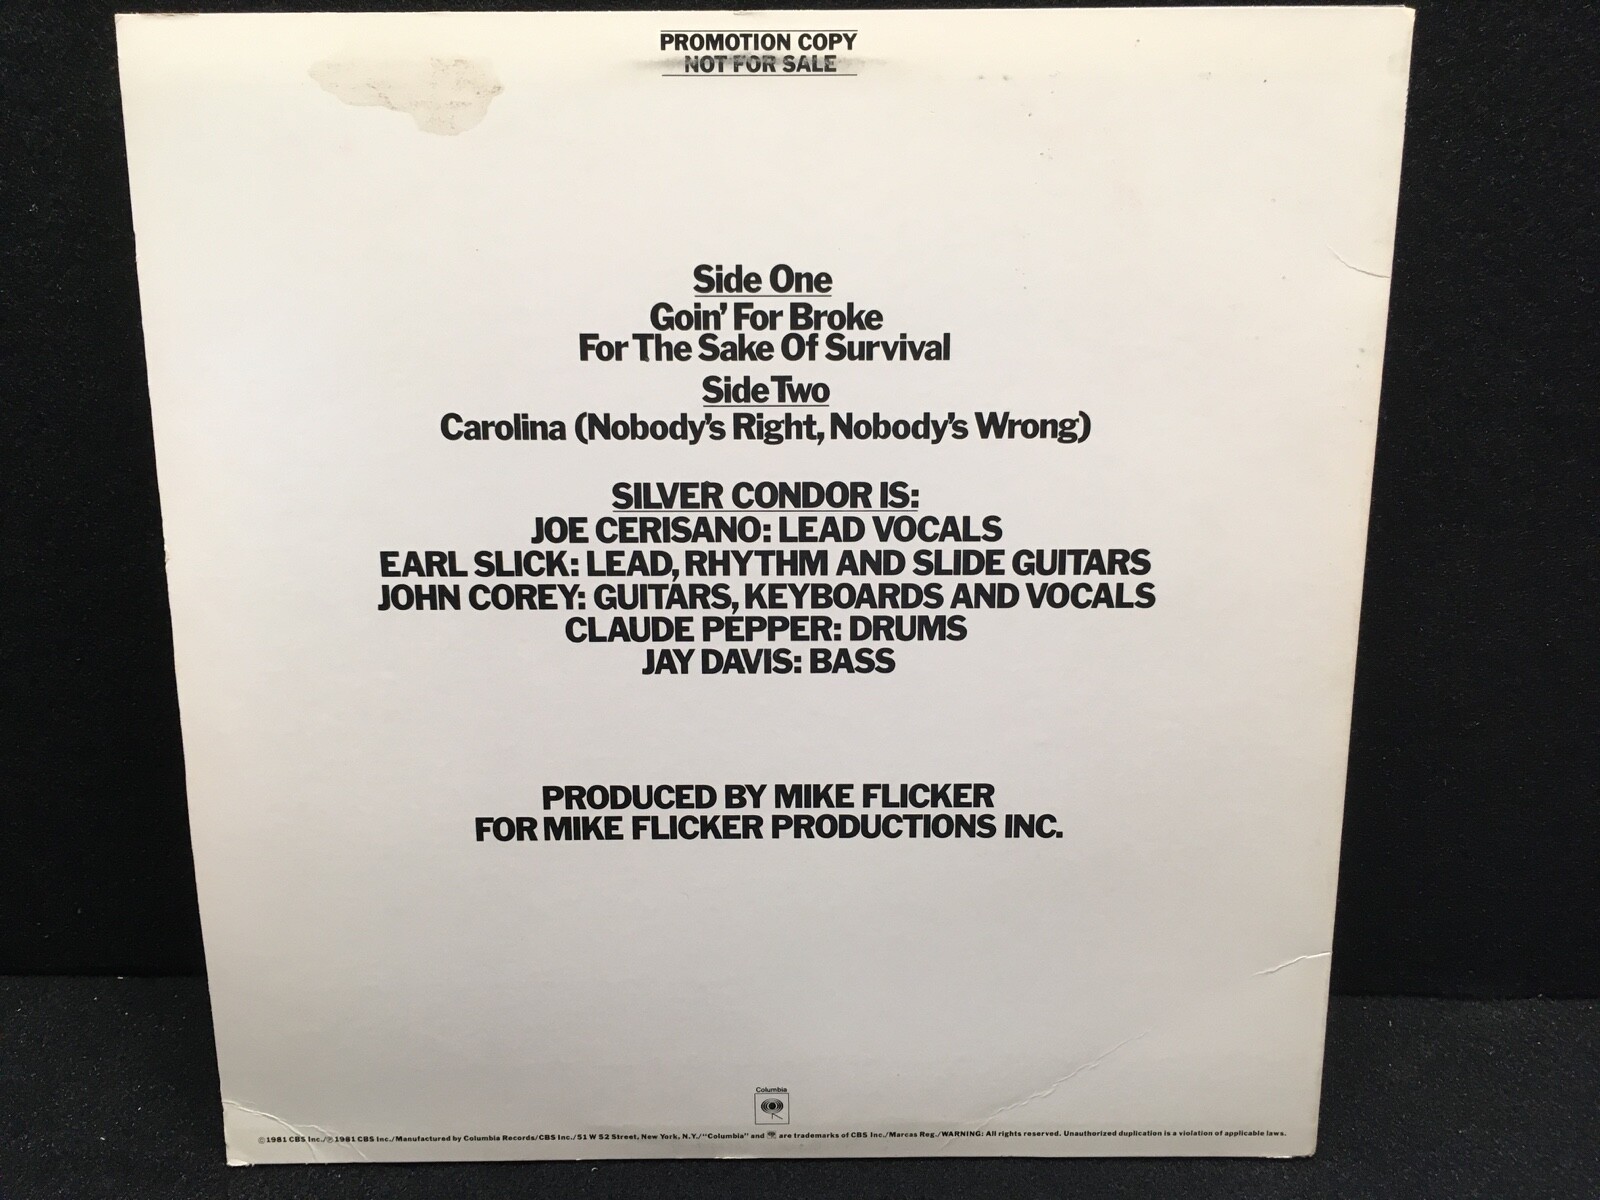 PROMOTION COPY
NOT FOR SALE
Side One
Goin' For Broke
For The Sake Of Survival
Side Two
Carolina (Nobody's Right, Nobody's Wrong)
SILVER CONDOR IS:
JOE CERISANO: LEAD VOCALS
EARL SLICK: LEAD, RHYTHM AND SLIDE GUITARS
JOHN COREY: GUITARS, KEYBOARDS AND VOCALS
CLAUDE PEPPER: DRUMS
JAY DAVIS: BASS
PRODUCED BY MIKE FLICKER
FOR MIKE FLICKER PRODUCTIONS INC.
Columbia
© 1981 CBS Inc./℗ 1981 CBS Inc./Manufactured by Columbia Records/CBS Inc./51 W 52 Street, New York, N.Y./"Columbia" and are trademarks of CBS Inc./Marcas Reg./WARNING: All rights reserved. Unauthorized duplication is a violation of applicable laws.